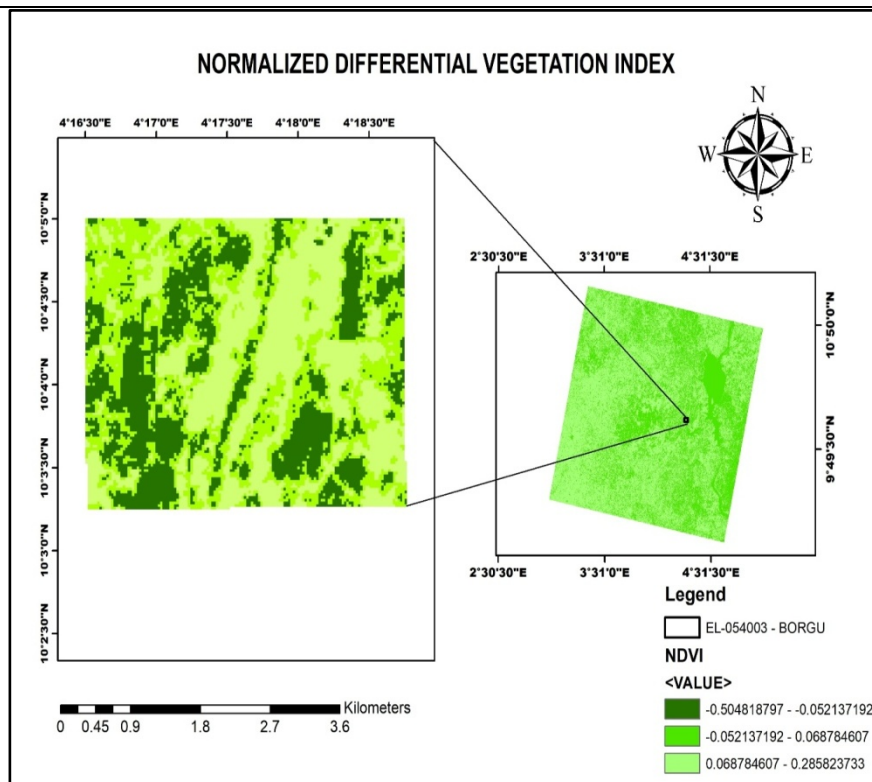 NORMALIZED DIFFERENTIAL VEGETATION INDEX
4°16'30"E 4°17'0"E 4°17'30"E 4°18'0"E 4°18'30"E
N
W E
S
10°5'0"N
10°4'30"N
10°4'0"N
10°3'30"N
10°3'0"N
10°2'30"N
2°30'30"E 3°31'0"E 4°31'30"E
10°50'0"N
9°49'30"N
2°30'30"E 3°31'0"E 4°31'30"E
Kilometers
0 0.45 0.9 1.8 2.7 3.6
Legend
EL-054003 - BORGU
NDVI
<VALUE>
-0.504818797 - -0.052137192
-0.052137192 - 0.068784607
0.068784607 - 0.285823733